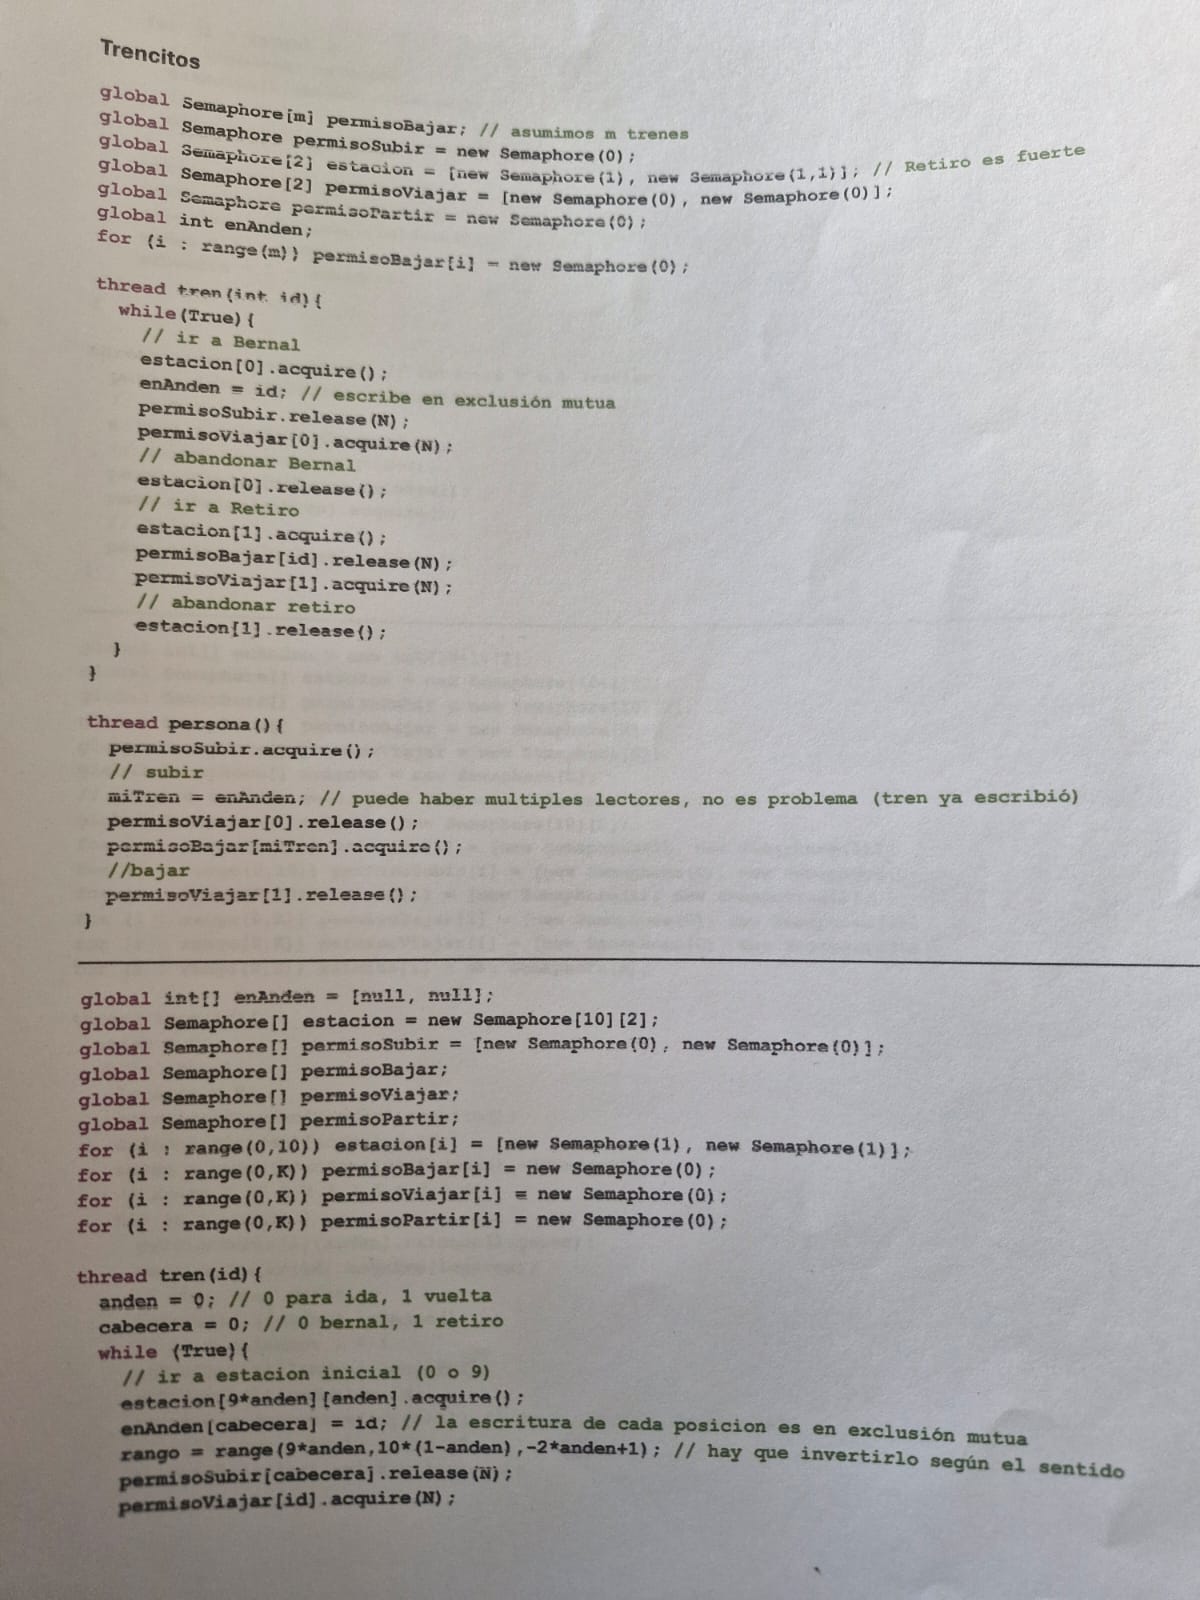 Trencitos
global Semaphore[m] permisoBajar; // asumimos m trenes
global Semaphore permisoSubir = new Semaphore(0);
global Semaphore[2] estacion = [new Semaphore(1), new Semaphore(1,1)]; // Retiro es fuerte
global Semaphore[2] permisoViajar = [new Semaphore(0), new Semaphore(0)];
global Semaphore permisoPartir = new Semaphore(0);
global int enAnden;
for (i : range(m)) permisoBajar[i] = new Semaphore(0);
thread tren(int id){
while(True){
// ir a Bernal
estacion[0].acquire();
enAnden = id; // escribe en exclusión mutua
permisoSubir.release(N);
permisoViajar[0].acquire(N);
// abandonar Bernal
estacion[0].release();
// ir a Retiro
estacion[1].acquire();
permisoBajar[id].release(N);
permisoViajar[1].acquire(N);
// abandonar retiro
estacion[1].release();
}
}
thread persona(){
permisoSubir.acquire();
// subir
miTren = enAnden; // puede haber multiples lectores, no es problema (tren ya escribió)
permisoViajar[0].release();
permisoBajar[miTren].acquire();
//bajar
permisoViajar[1].release();
}
global int[] enAnden = [null, null];
global Semaphore[] estacion = new Semaphore[10][2];
global Semaphore[] permisoSubir = [new Semaphore(0), new Semaphore(0)];
global Semaphore[] permisoBajar;
global Semaphore[] permisoViajar;
global Semaphore[] permisoPartir;
for (i : range(0,10)) estacion[i] = [new Semaphore(1), new Semaphore(1)];
for (i : range(0,K)) permisoBajar[i] = new Semaphore(0);
for (i : range(0,K)) permisoViajar[i] = new Semaphore(0);
for (i : range(0,K)) permisoPartir[i] = new Semaphore(0);
thread tren(id){
anden = 0; // 0 para ida, 1 vuelta
cabecera = 0; // 0 bernal, 1 retiro
while (True){
// ir a estacion inicial (0 o 9)
estacion[9*anden][anden].acquire();
enAnden[cabecera] = id; // la escritura de cada posicion es en exclusión mutua
rango = range(9*anden,10*(1-anden),-2*anden+1); // hay que invertirlo según el sentido
permisoSubir[cabecera].release(N);
permisoViajar[id].acquire(N);